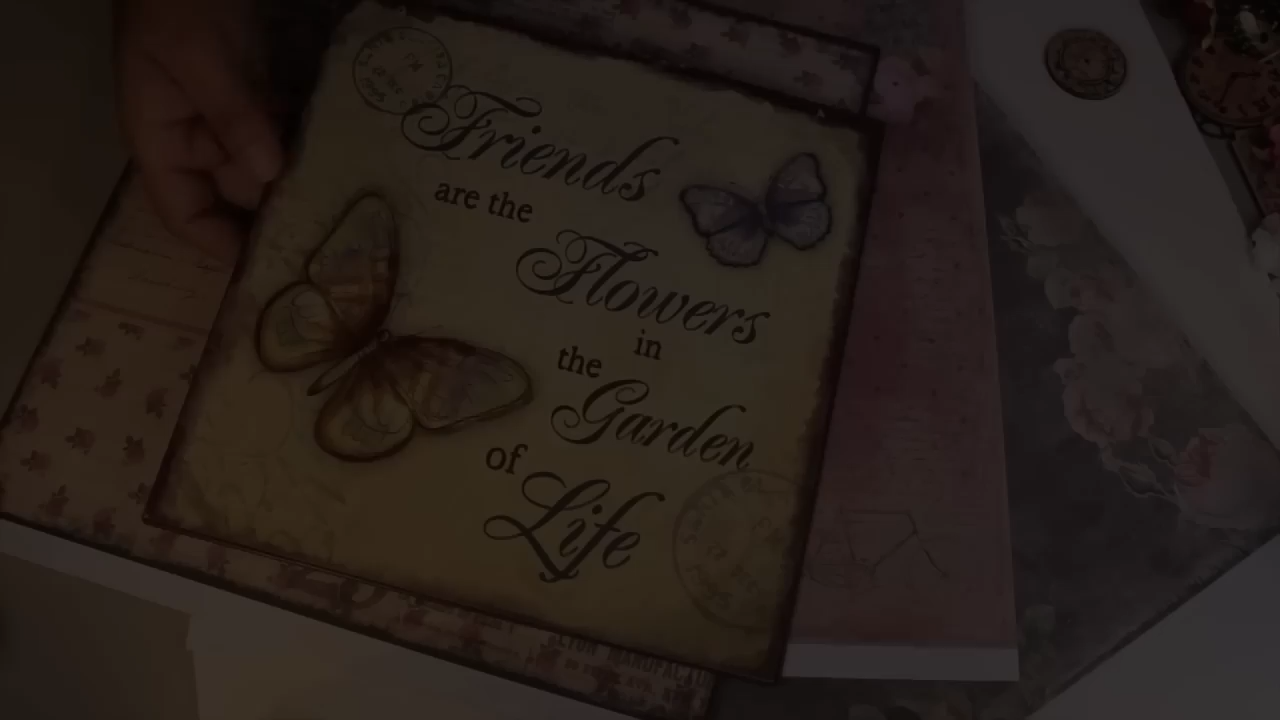 Friends
are the
Flowers
in
the
Garden
of
Life